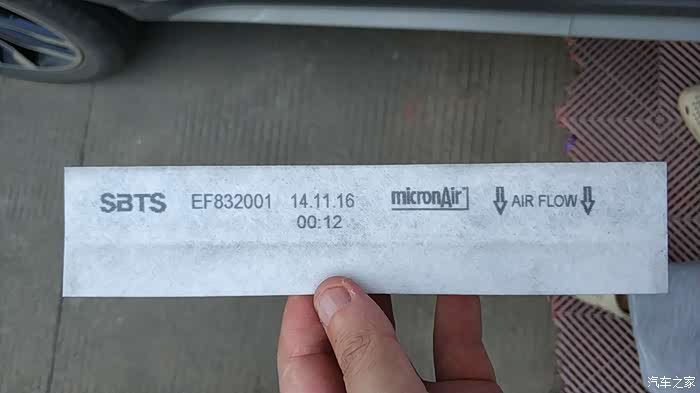 SBTS EF832001 14.11.16 micronAir AIR FLOW
00:12
汽车之家